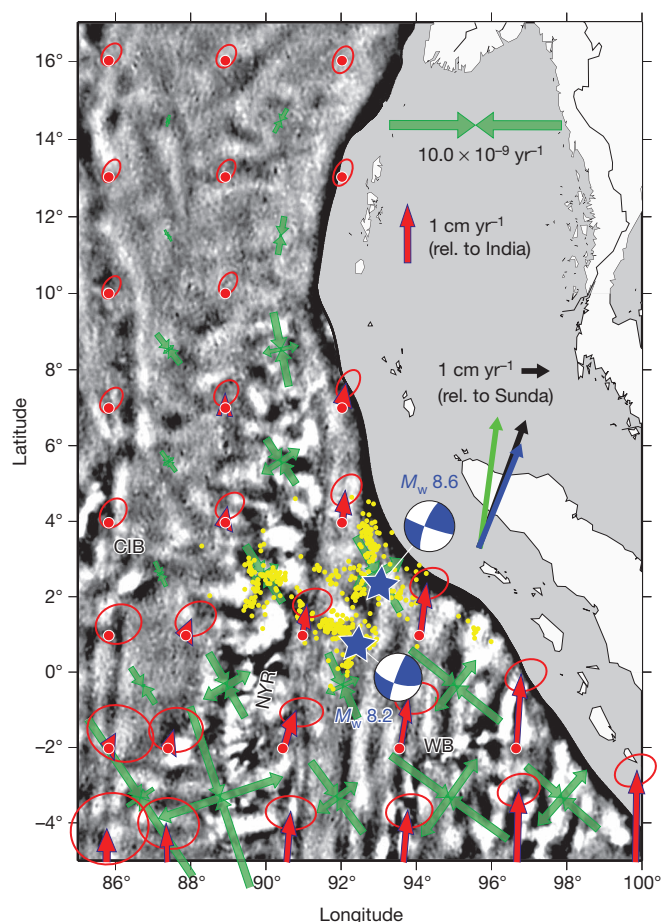 16°
14°
12°
10°
8°
6°
4°
2°
0°
–2°
–4°
Latitude
10.0 × 10⁻⁹ yr⁻¹
1 cm yr⁻¹
(rel. to India)
1 cm yr⁻¹
(rel. to Sunda)
Mw 8.6
CIB
NYR
Mw 8.2
WB
86°
88°
90°
92°
94°
96°
98°
100°
Longitude